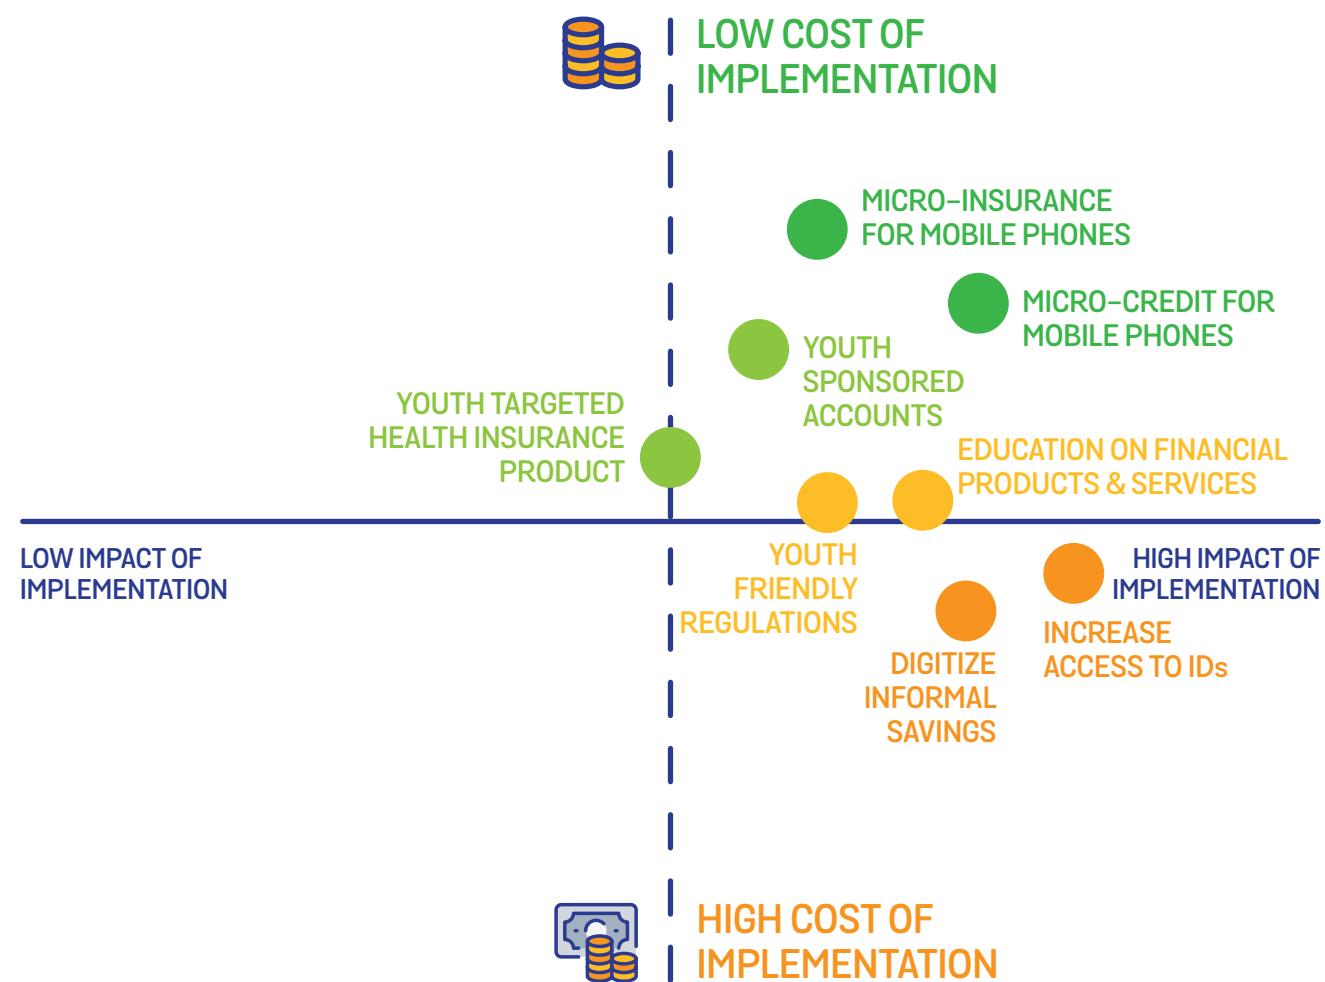 LOW COST OF
IMPLEMENTATION
MICRO-INSURANCE
FOR MOBILE PHONES
MICRO-CREDIT FOR
MOBILE PHONES
YOUTH
SPONSORED
ACCOUNTS
YOUTH TARGETED
HEALTH INSURANCE
PRODUCT
EDUCATION ON FINANCIAL
PRODUCTS & SERVICES
LOW IMPACT OF
IMPLEMENTATION
YOUTH
FRIENDLY
REGULATIONS
HIGH IMPACT OF
IMPLEMENTATION
INCREASE
ACCESS TO IDs
DIGITIZE
INFORMAL
SAVINGS
HIGH COST OF
IMPLEMENTATION